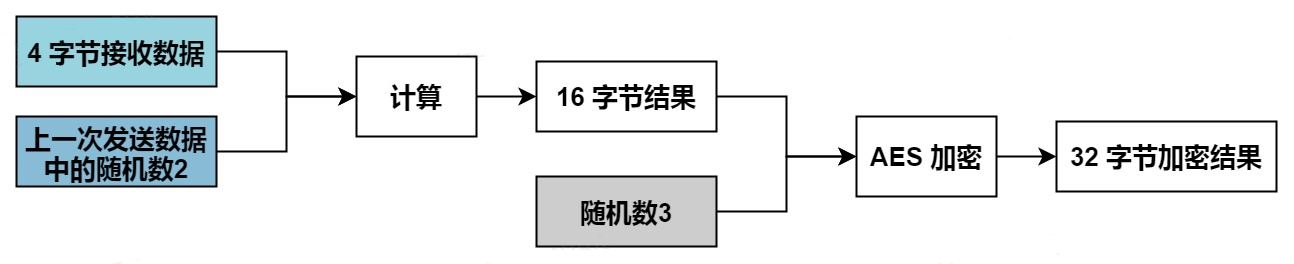 4 字节接收数据
上一次发送数据
中的随机数2
计算
16 字节结果
随机数3
AES 加密
32 字节加密结果